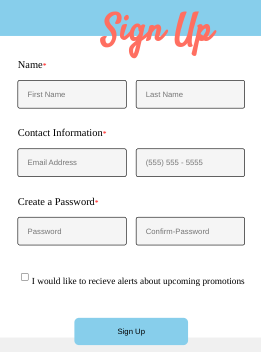 Sign Up
Name*
First Name Last Name
Contact Information*
Email Address (555) 555 - 5555
Create a Password*
Password Confirm-Password
I would like to recieve alerts about upcoming promotions
Sign Up